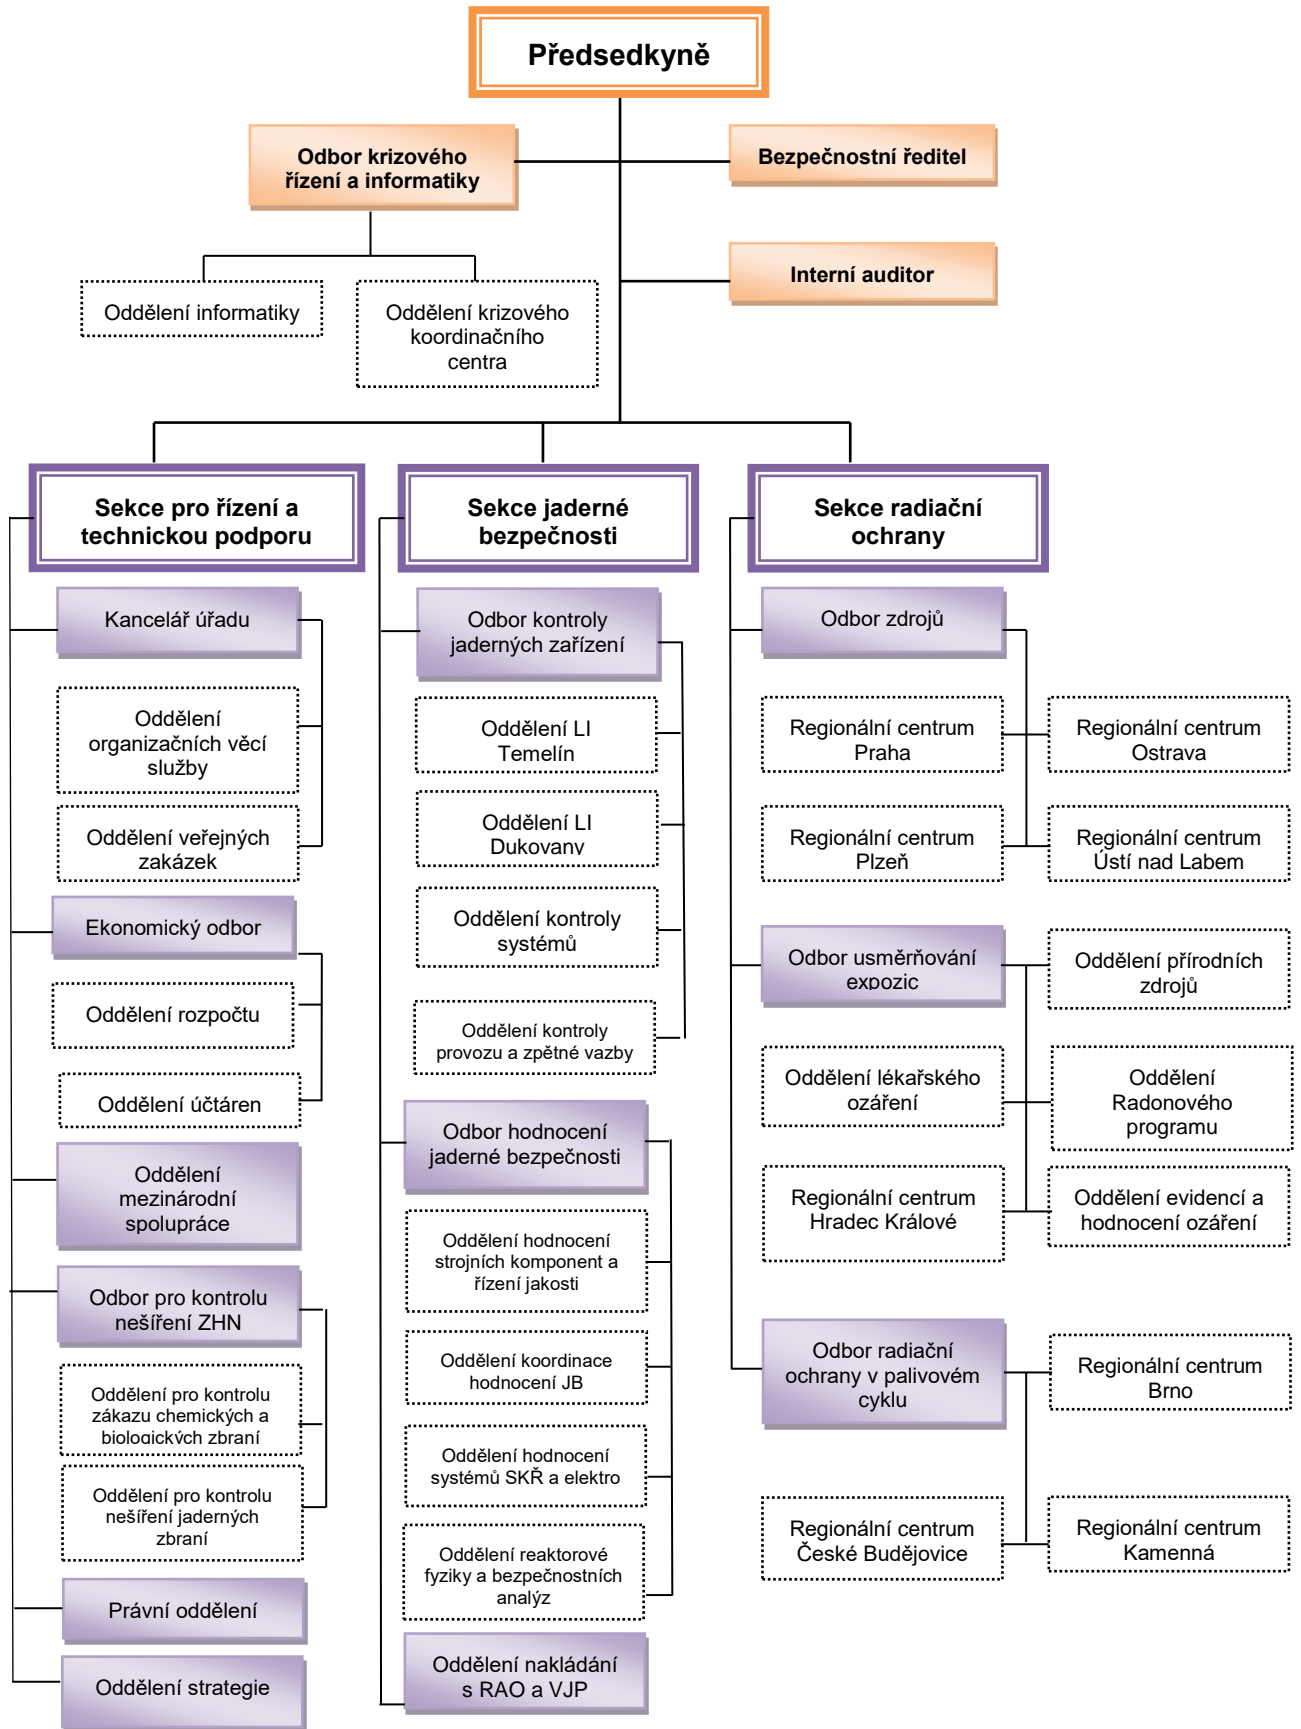 Předsedkyně
Odbor krizového
řízení a informatiky
Bezpečnostní ředitel
Interní auditor
Oddělení informatiky
Oddělení krizového
koordinačního
centra
Sekce pro řízení a
technickou podporu
Kancelář úřadu
Oddělení
organizačních věcí
služby
Oddělení veřejných
zakázek
Ekonomický odbor
Oddělení rozpočtu
Oddělení účtáren
Oddělení
mezinárodní
spolupráce
Odbor pro kontrolu
nešíření ZHN
Oddělení pro kontrolu
zákazu chemických a
biologických zbraní
Oddělení pro kontrolu
nešíření jaderných
zbraní
Právní oddělení
Oddělení strategie
Sekce jaderné
bezpečnosti
Odbor kontroly
jaderných zařízení
Oddělení LI
Temelín
Oddělení LI
Dukovany
Oddělení kontroly
systémů
Oddělení kontroly
provozu a zpětné vazby
Odbor hodnocení
jaderné bezpečnosti
Oddělení hodnocení
strojních komponent a
řízení jakosti
Oddělení koordinace
hodnocení JB
Oddělení hodnocení
systémů SKŘ a elektro
Oddělení reaktorové
fyziky a bezpečnostních
analýz
Oddělení nakládání
s RAO a VJP
Sekce radiační
ochrany
Odbor zdrojů
Regionální centrum
Praha
Regionální centrum
Ostrava
Regionální centrum
Plzeň
Regionální centrum
Ústí nad Labem
Odbor usměrňování
expozic
Oddělení přírodních
zdrojů
Oddělení lékařského
ozáření
Oddělení
Radonového
programu
Regionální centrum
Hradec Králové
Oddělení evidencí a
hodnocení ozáření
Odbor radiační
ochrany v palivovém
cyklu
Regionální centrum
Brno
Regionální centrum
České Budějovice
Regionální centrum
Kamenná